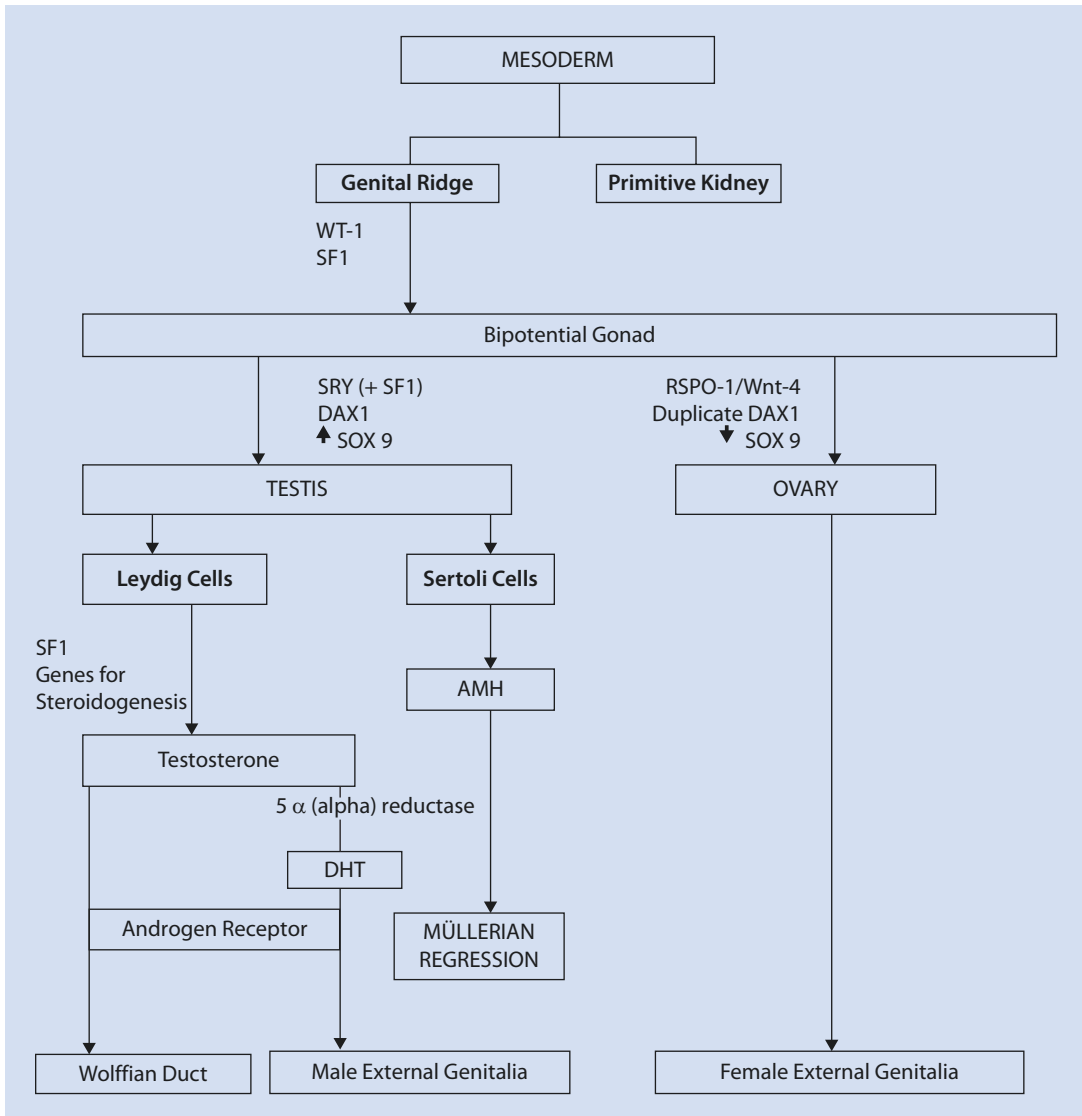 MESODERM
Genital Ridge
Primitive Kidney
WT-1
SF1
Bipotential Gonad
SRY (+ SF1)
DAX1
SOX 9
RSPO-1/Wnt-4
Duplicate DAX1
SOX 9
TESTIS
OVARY
Leydig Cells
Sertoli Cells
SF1
Genes for
Steroidogenesis
AMH
Testosterone
5 α (alpha) reductase
DHT
Androgen Receptor
MÜLLERIAN
REGRESSION
Wolffian Duct
Male External Genitalia
Female External Genitalia